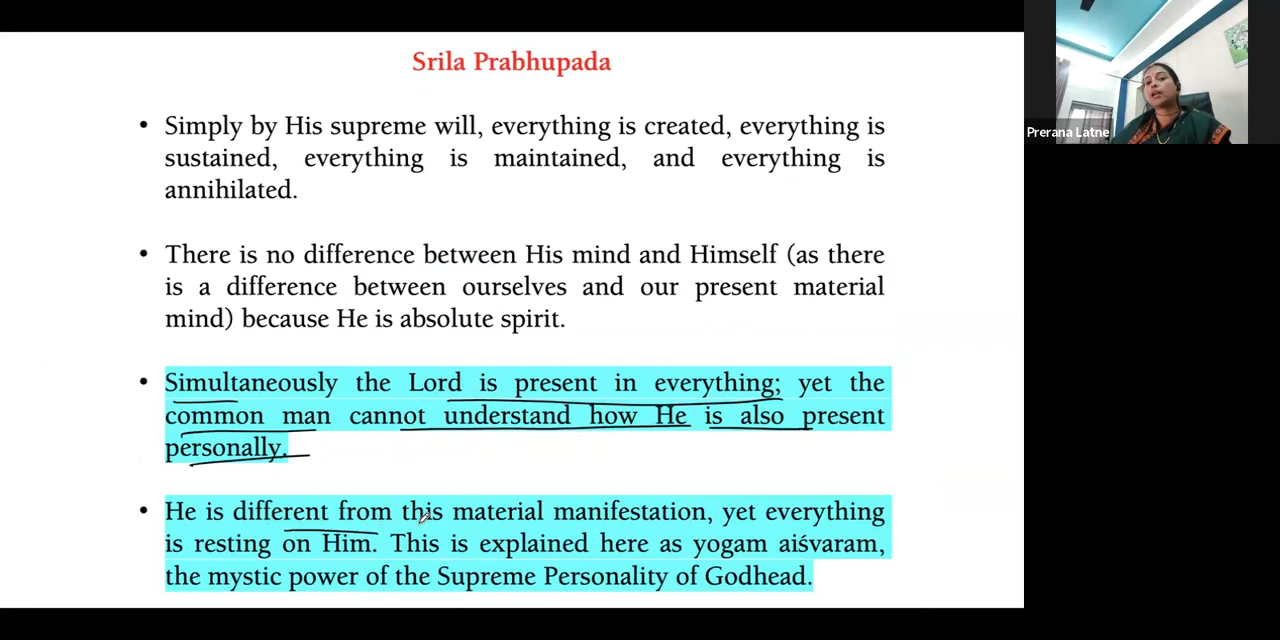 Srila Prabhupada
• Simply by His supreme will, everything is created, everything is
sustained, everything is maintained, and everything is
annihilated.
• There is no difference between His mind and Himself (as there
is a difference between ourselves and our present material
mind) because He is absolute spirit.
• Simultaneously the Lord is present in everything; yet the
common man cannot understand how He is also present
personally.
• He is different from this material manifestation, yet everything
is resting on Him. This is explained here as yogam aiśvaram,
the mystic power of the Supreme Personality of Godhead.
Prerana Latne